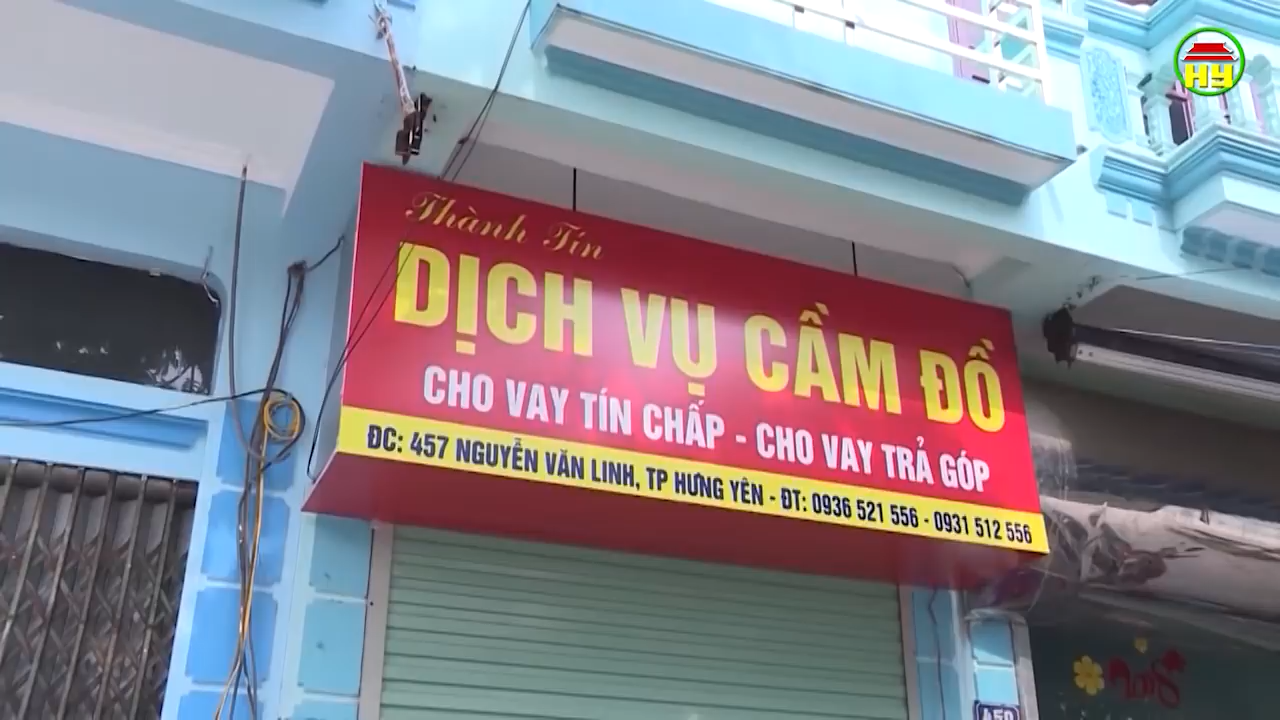 HY
Thành Tín
DỊCH VỤ CẦM ĐỒ
CHO VAY TÍN CHẤP - CHO VAY TRẢ GÓP
ĐC: 457 NGUYỄN VĂN LINH, TP HƯNG YÊN - ĐT: 0936 521 556 - 0931 512 556